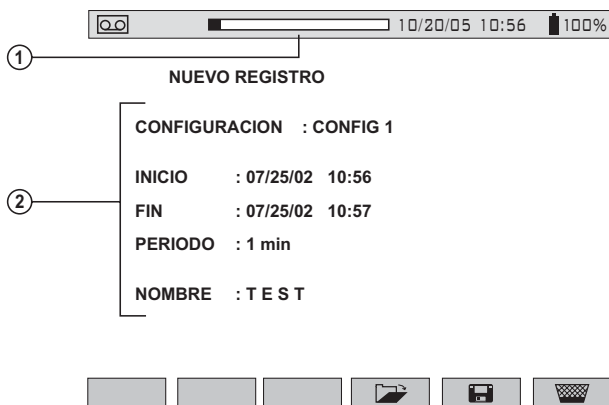 10/20/05 10:56 100%
1
NUEVO REGISTRO
CONFIGURACION : CONFIG 1
INICIO : 07/25/02 10:56
2
FIN : 07/25/02 10:57
PERIODO : 1 min
NOMBRE : T E S T